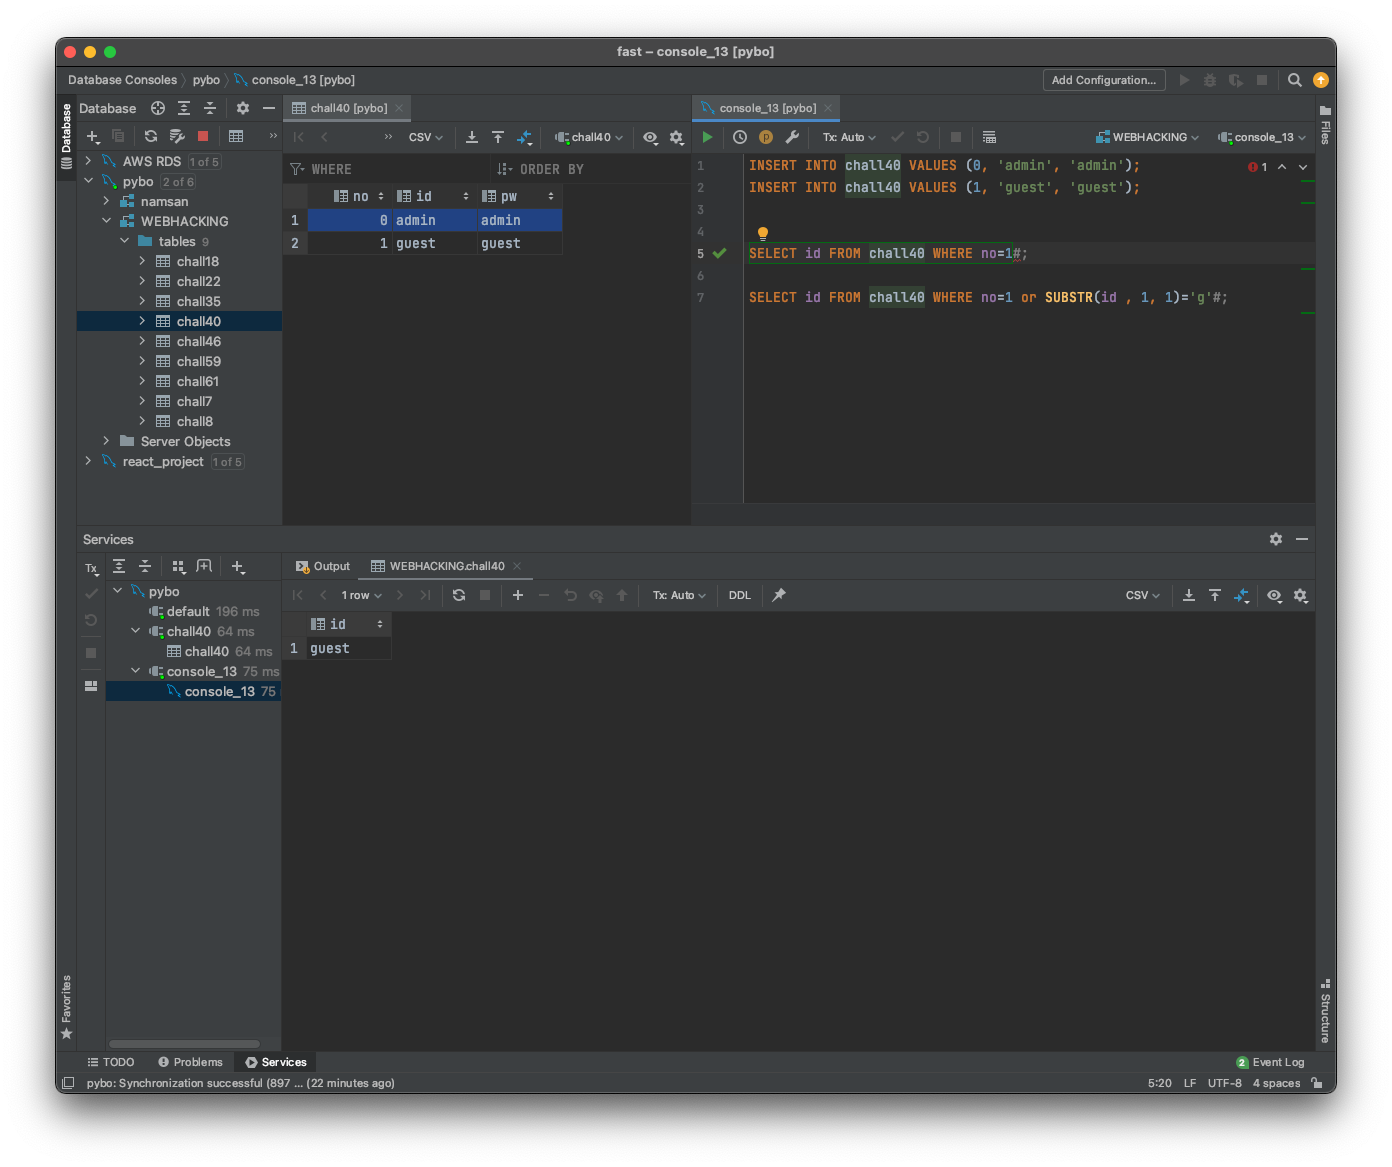 fast – console_13 [pybo]
Database Consoles pybo console_13 [pybo] Add Configuration...
Database
Database
chall40 [pybo]
console_13 [pybo]
Files
CSV chall40
Tx: Auto WEBHACKING console_13
AWS RDS 1 of 5
pybo 2 of 6
namsan
WEBHACKING
tables 9
chall18
chall22
chall35
chall40
chall46
chall59
chall61
chall7
chall8
Server Objects
react_project 1 of 5
WHERE ORDER BY
no id pw
1 0 admin admin
2 1 guest guest
1 INSERT INTO chall40 VALUES (0, 'admin', 'admin'); 1
2 INSERT INTO chall40 VALUES (1, 'guest', 'guest');
3
4
5 SELECT id FROM chall40 WHERE no=1#;
6
7 SELECT id FROM chall40 WHERE no=1 or SUBSTR(id , 1, 1)='g'#;
Services
Tx
pybo
default 196 ms
chall40 64 ms
chall40 64 ms
console_13 75 ms
console_13 75
Output WEBHACKING.chall40
1 row Tx: Auto DDL CSV
id
1 guest
Favorites
Structure
TODO Problems Services 2 Event Log
pybo: Synchronization successful (897 ... (22 minutes ago) 5:20 LF UTF-8 4 spaces